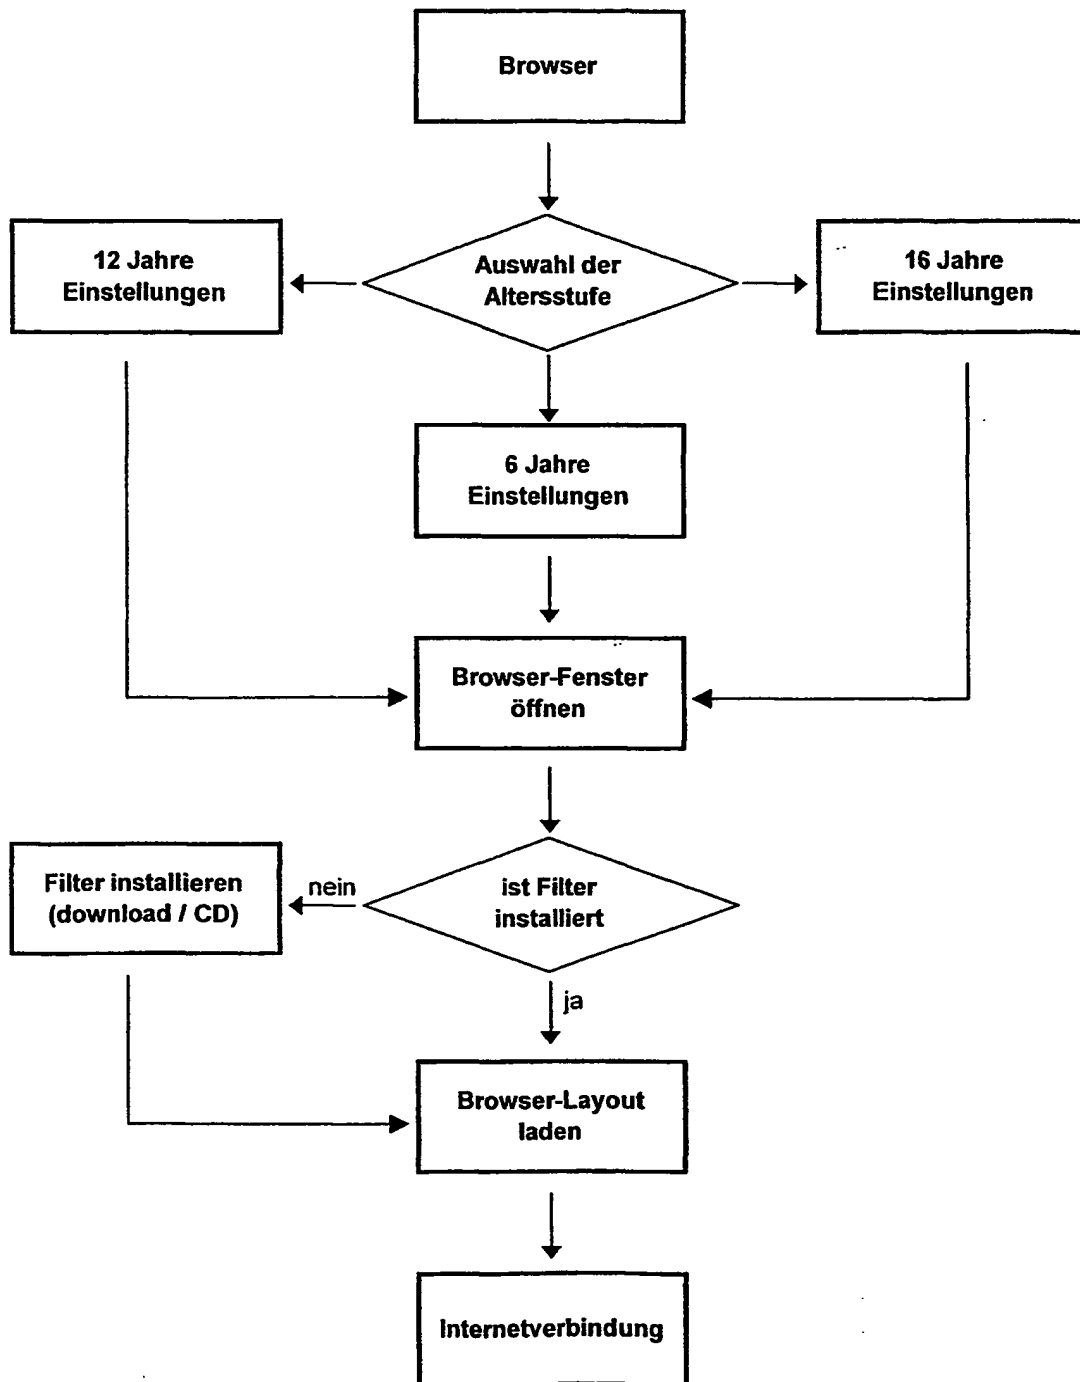 Browser
Auswahl der
Altersstufe
12 Jahre
Einstellungen
16 Jahre
Einstellungen
6 Jahre
Einstellungen
Browser-Fenster
öffnen
ist Filter
installiert
nein
Filter installieren
(download / CD)
ja
Browser-Layout
laden
Internetverbindung